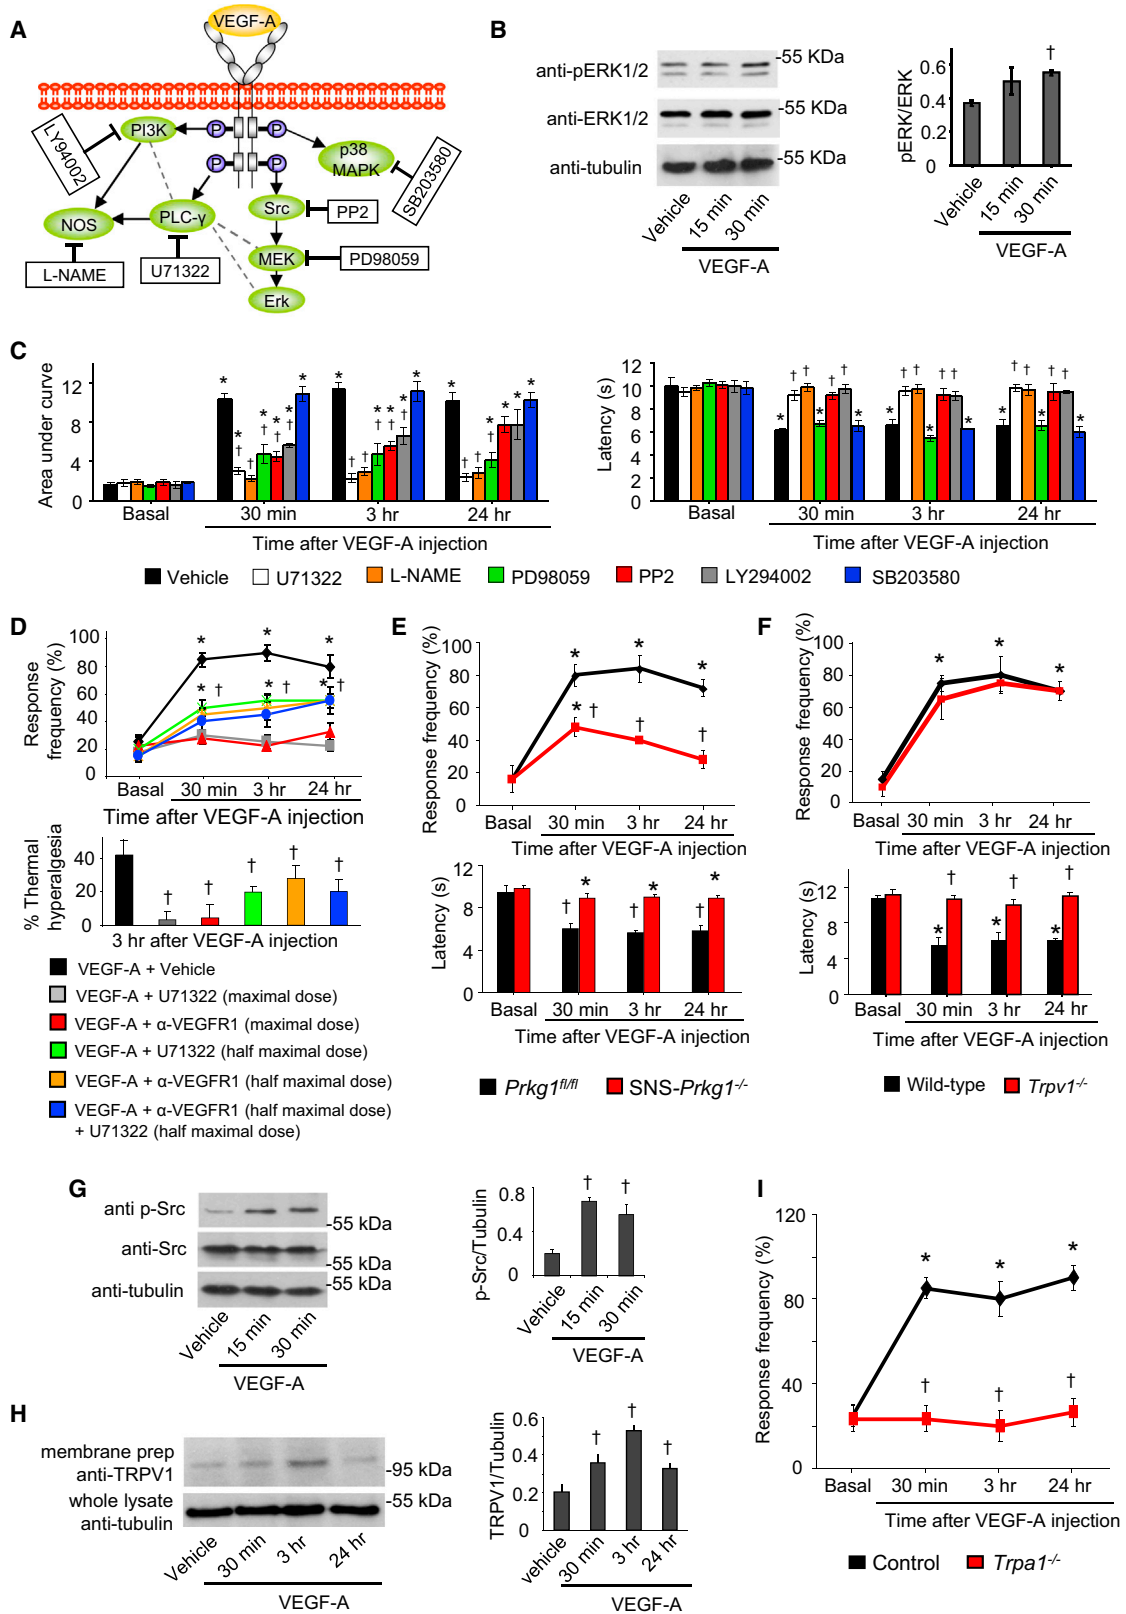 A
VEGF-A
LY94002
PI3K
P
P
P
P
p38
MAPK
SB203580
NOS
PLC-γ
Src
PP2
L-NAME
U71322
MEK
PD98059
Erk
B
anti-pERK1/2
-55 KDa
anti-ERK1/2
-55 KDa
anti-tubulin
-55 KDa
Vehicle
15 min
30 min
VEGF-A
pERK/ERK
0.6
0.2
0
†
Vehicle
15 min
30 min
VEGF-A
C
Area under curve
12
8
4
0
Basal
30 min
3 hr
24 hr
Time after VEGF-A injection
Latency (s)
12
10
8
6
4
2
0
Basal
30 min
3 hr
24 hr
Time after VEGF-A injection
Vehicle
U71322
L-NAME
PD98059
PP2
LY294002
SB203580
D
Response
frequency (%)
100
80
60
40
20
0
Basal
30 min
3 hr
24 hr
Time after VEGF-A injection
% Thermal
hyperalgesia
40
20
0
3 hr after VEGF-A injection
VEGF-A + Vehicle
VEGF-A + U71322 (maximal dose)
VEGF-A + α-VEGFR1 (maximal dose)
VEGF-A + U71322 (half maximal dose)
VEGF-A + α-VEGFR1 (half maximal dose)
VEGF-A + α-VEGFR1 (half maximal dose)
+ U71322 (half maximal dose)
E
Response frequency (%)
100
80
60
40
20
0
Basal
30 min
3 hr
24 hr
Time after VEGF-A injection
Latency (s)
12
8
4
0
Basal
30 min
3 hr
24 hr
Time after VEGF-A injection
Prkg1fl/fl
SNS-Prkg1-/-
F
Response frequency (%)
100
80
60
40
20
0
Basal
30 min
3 hr
24 hr
Time after VEGF-A injection
Latency (s)
12
8
4
0
Basal
30 min
3 hr
24 hr
Time after VEGF-A injection
Wild-type
Trpv1-/-
G
anti p-Src
-55 kDa
anti-Src
-55 kDa
anti-tubulin
-55 kDa
Vehicle
15 min
30 min
VEGF-A
p-Src/Tubulin
0.8
0.4
0
Vehicle
15 min
30 min
VEGF-A
H
membrane prep
anti-TRPV1
-95 kDa
whole lysate
anti-tubulin
-55 kDa
Vehicle
30 min
3 hr
24 hr
VEGF-A
TRPV1/Tubulin
0.6
0.4
0.2
0
vehicle
30 min
3 hr
24 hr
VEGF-A
I
Response frequency (%)
120
80
40
0
Basal
30 min
3 hr
24 hr
Time after VEGF-A injection
Control
Trpa1-/-